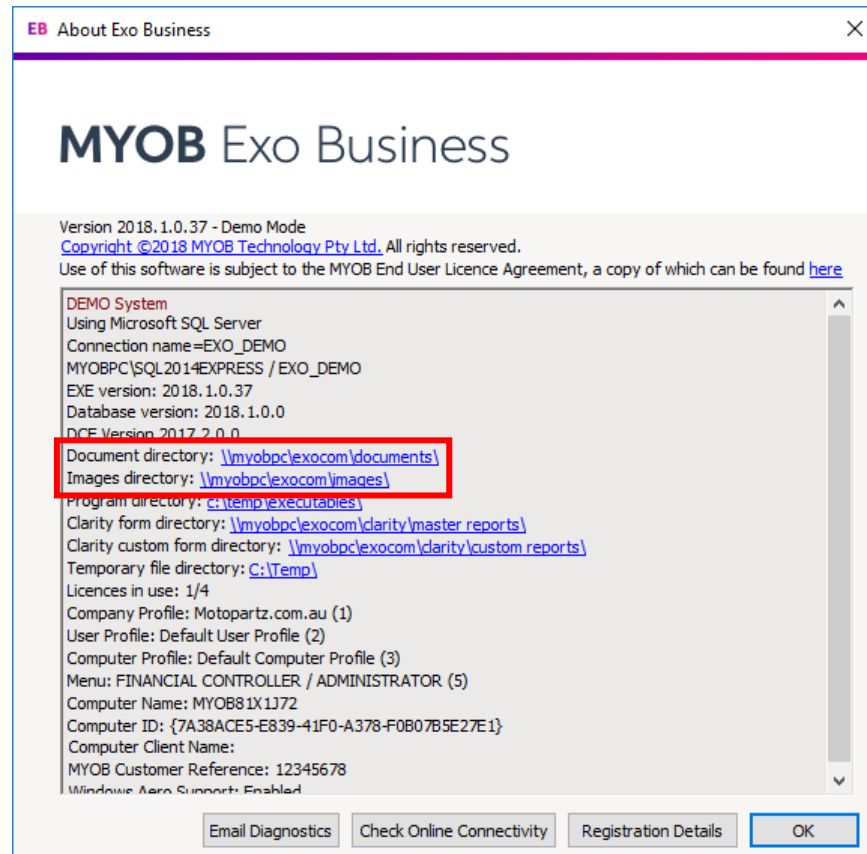 EB About Exo Business
MYOB Exo Business
Version 2018.1.0.37 - Demo Mode
Copyright ©2018 MYOB Technology Pty Ltd. All rights reserved.
Use of this software is subject to the MYOB End User Licence Agreement, a copy of which can be found here
DEMO System
Using Microsoft SQL Server
Connection name=EXO_DEMO
MYOBPC\SQL2014EXPRESS / EXO_DEMO
EXE version: 2018.1.0.37
Database version: 2018.1.0.0
DCE Version 2017.2.0.0
Document directory: \\myobpc\exocom\documents\
Images directory: \\myobpc\exocom\images\
Program directory: c:\temp\executables\
Clarity form directory: \\myobpc\exocom\clarity\master reports\
Clarity custom form directory: \\myobpc\exocom\clarity\custom reports\
Temporary file directory: C:\Temp\
Licences in use: 1/4
Company Profile: Motopartz.com.au (1)
User Profile: Default User Profile (2)
Computer Profile: Default Computer Profile (3)
Menu: FINANCIAL CONTROLLER / ADMINISTRATOR (5)
Computer Name: MYOB81X1J72
Computer ID: {7A38ACE5-E839-41F0-A378-F0B07B5E27E1}
Computer Client Name:
MYOB Customer Reference: 12345678
Windows Aero Support: Enabled
Email Diagnostics
Check Online Connectivity
Registration Details
OK